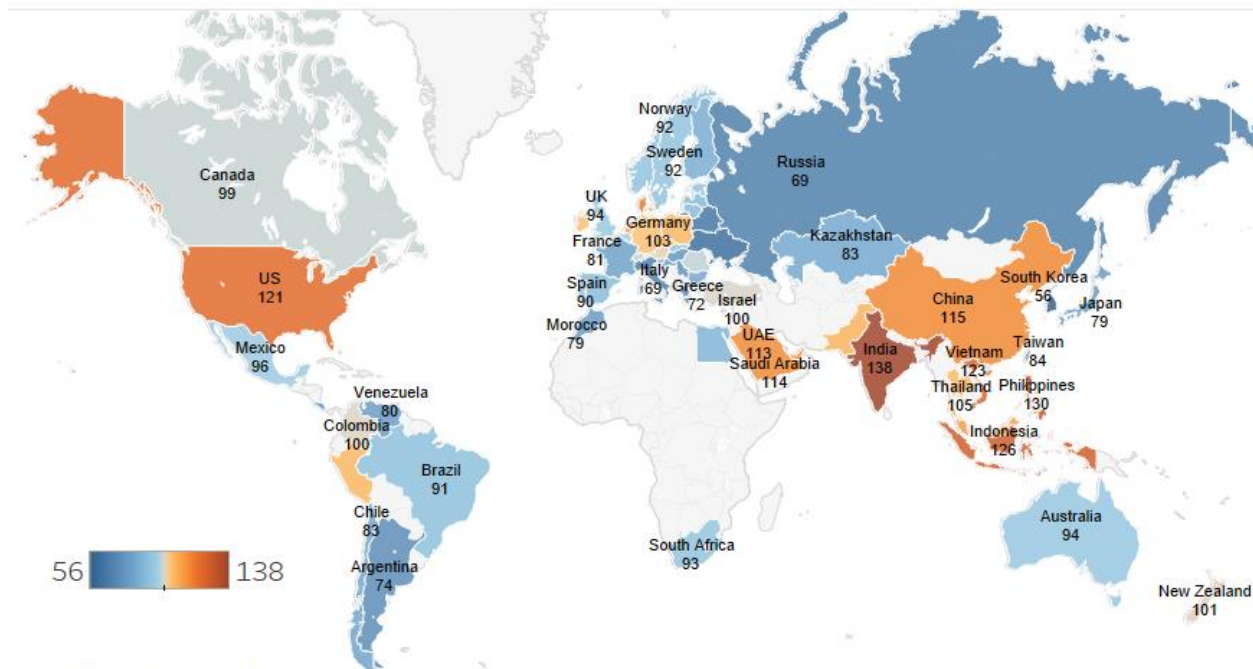 Norway
92
Sweden
92
Russia
69
Canada
99
UK
94
Germany
103
Kazakhstan
83
France
81
US
121
Italy
69
Greece
72
Spain
90
Israel
100
South Korea
56
China
115
Japan
79
Morocco
79
UAE
113
Saudi Arabia
114
India
138
Taiwan
84
Mexico
96
Vietnam
123
Thailand
105
Philippines
130
Venezuela
80
Colombia
100
Indonesia
126
Brazil
91
Chile
83
Australia
94
South Africa
93
Argentina
74
56
138
New Zealand
101